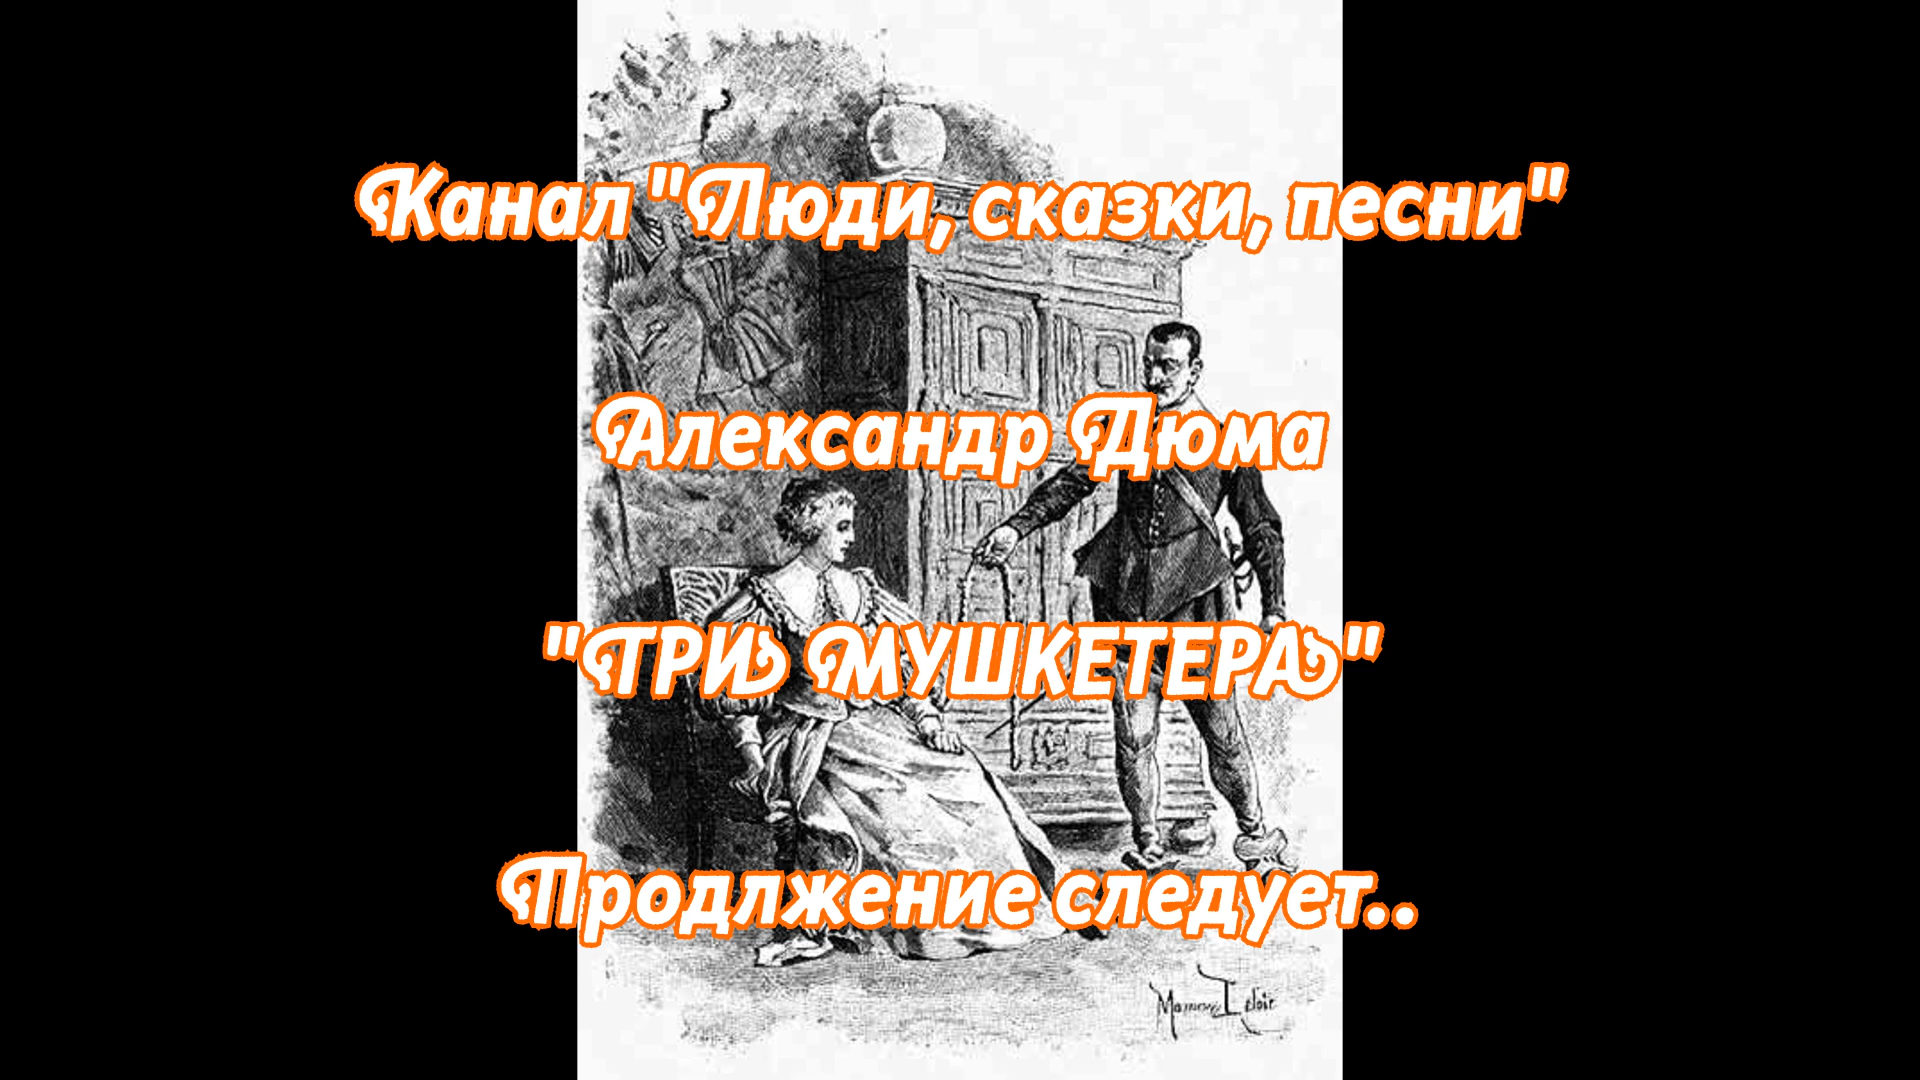 Канал "Люди, сказки, песни"
Александр Дюма
"ТРИ МУШКЕТЕРА"
Продлжение следует..